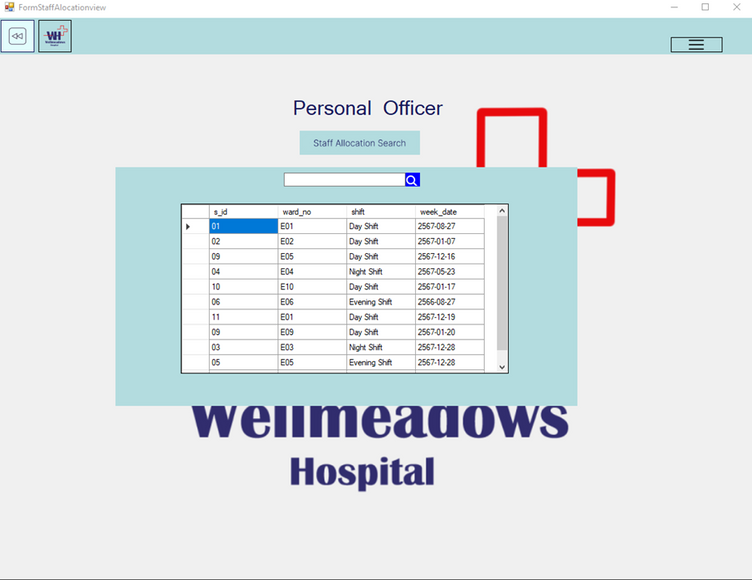 FormStaffAllocationview
WH
Wellmeadows
Personal Officer
Staff Allocation Search
s_id ward_no shift week_date
01 E01 Day Shift 2567-08-27
02 E02 Day Shift 2567-01-07
09 E05 Day Shift 2567-12-16
04 E04 Night Shift 2567-05-23
10 E10 Day Shift 2567-01-17
06 E06 Evening Shift 2566-08-27
11 E01 Day Shift 2567-12-19
09 E09 Day Shift 2567-01-20
03 E03 Night Shift 2567-12-28
05 E05 Evening Shift 2567-12-28
Wellmeadows
Hospital